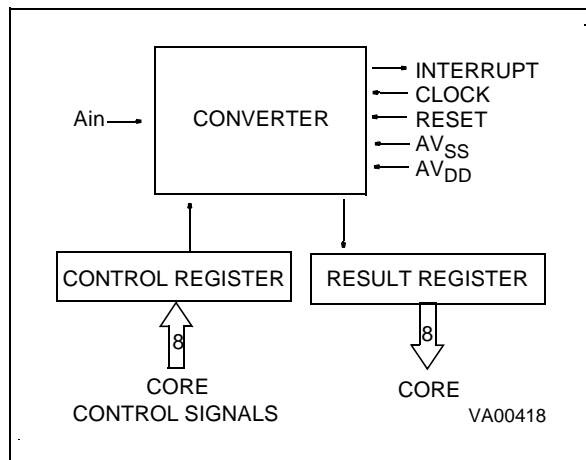 INTERRUPT
CLOCK
Ain
CONVERTER
RESET
AVSS
AVDD
CONTROL REGISTER
RESULT REGISTER
8
8
CORE
CONTROL SIGNALS
CORE
VA00418